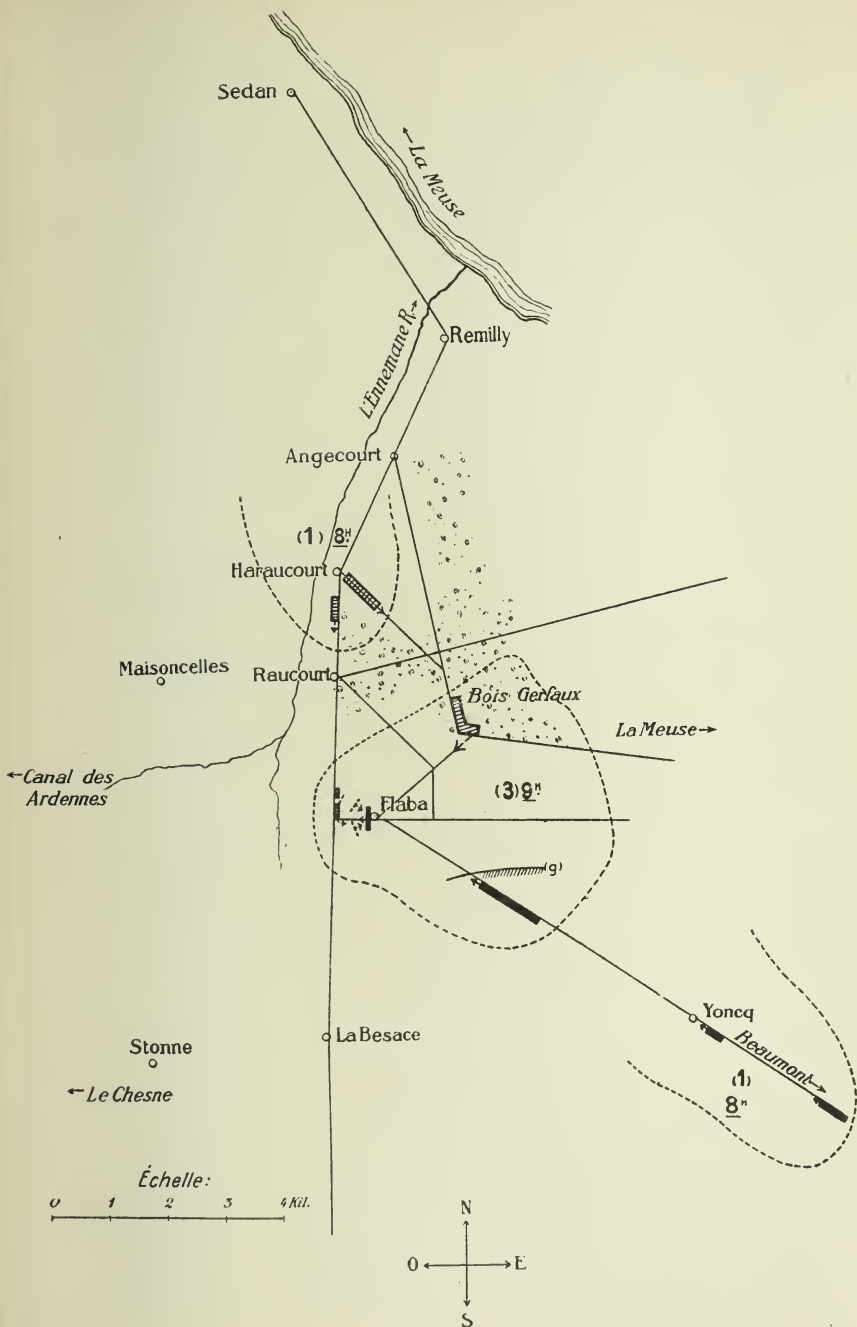 Sedan
←La Meuse
L'Ennemane R→
Remilly
Angecourt
(1) 8H
Haraucourt
Maisoncelles
Raucourt
Bois Gerfaux
La Meuse→
←Canal des
Ardennes
(3) 9H
Flaba
(g)
Yoncq
Beaumont
(1)
8H
La Besace
Stonne
←Le Chesne
Échelle:
0 1 2 3 4 Kil.
N
O E
S